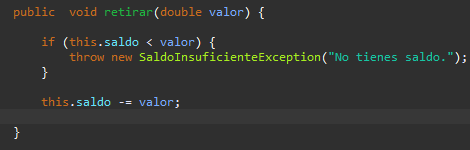 public  void retirar(double valor) {
if (this.saldo < valor) {
throw new SaldoInsuficienteException("No tienes saldo.");
}
this.saldo -= valor;
}